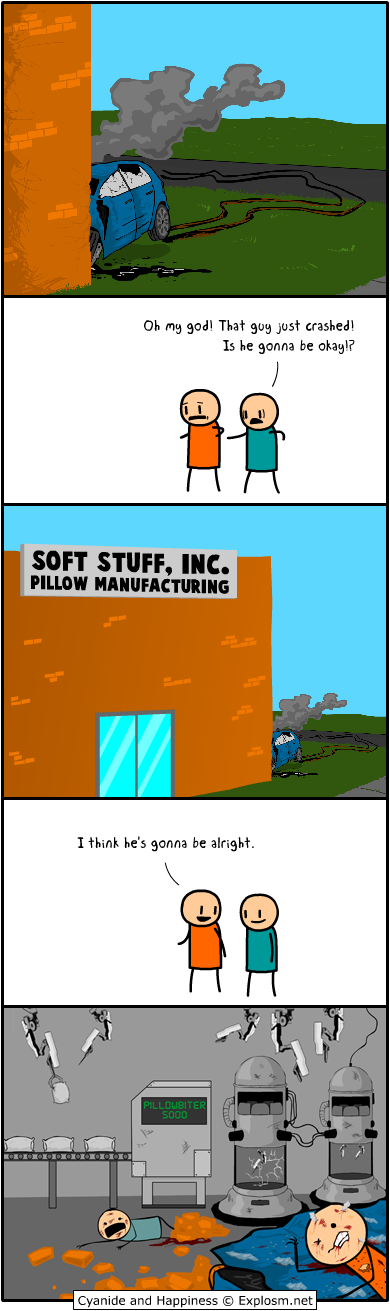 Oh my god! That guy just crashed!
Is he gonna be okay!?
SOFT STUFF, INC.
PILLOW MANUFACTURING
I think he's gonna be alright.
PILLOWBITER
5000
Cyanide and Happiness © Explosm.net